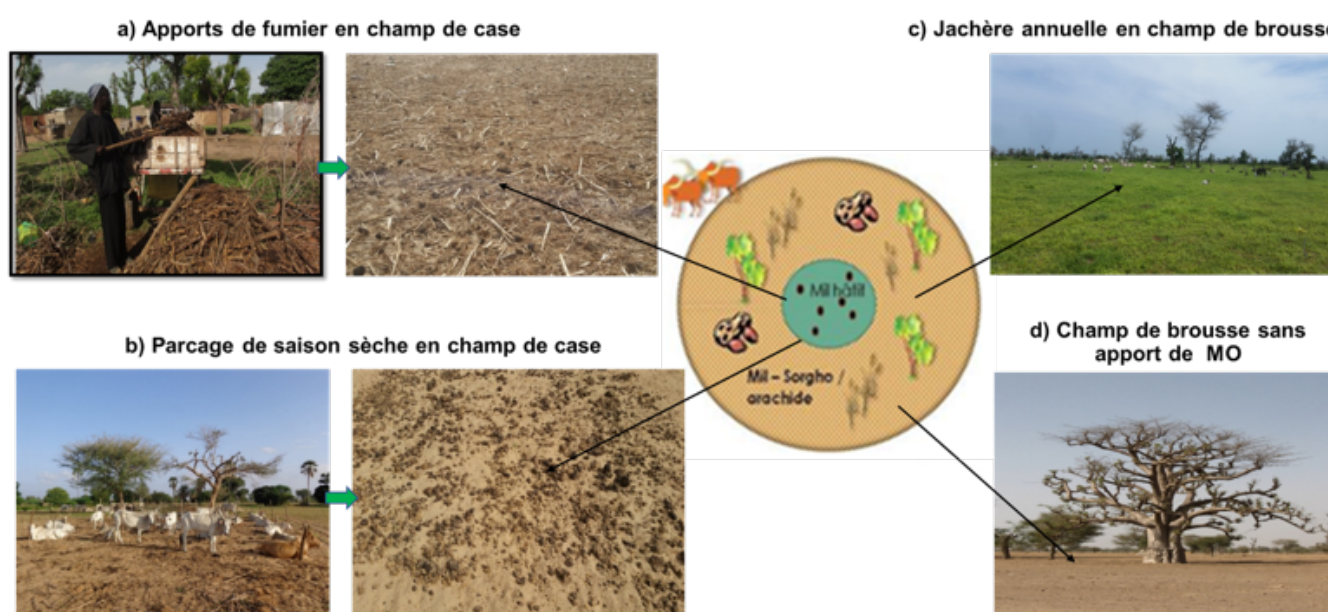 a) Apports de fumier en champ de case
c) Jachère annuelle en champ de brousse
Mil hâtif
Mil – Sorgho /
arachide
b) Parcage de saison sèche en champ de case
d) Champ de brousse sans
apport de MO